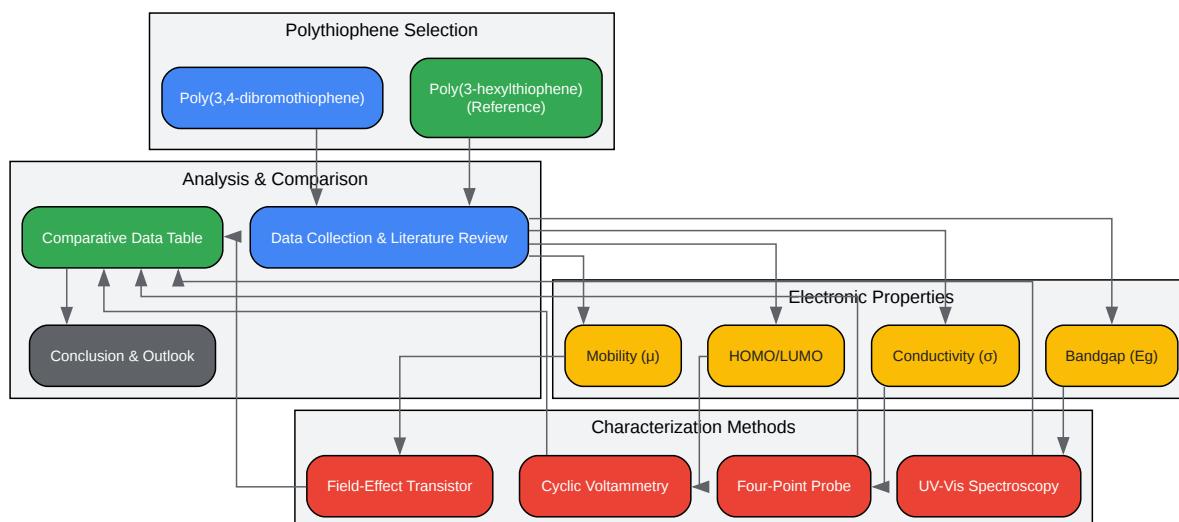 Polythiophene Selection
Poly(3,4-dibromothiophene)
Poly(3-hexylthiophene)
(Reference)
Analysis & Comparison
Comparative Data Table
Data Collection & Literature Review
Conclusion & Outlook
Electronic Properties
Mobility (μ)
HOMO/LUMO
Conductivity (σ)
Bandgap (Eg)
Characterization Methods
Field-Effect Transistor
Cyclic Voltammetry
Four-Point Probe
UV-Vis Spectroscopy